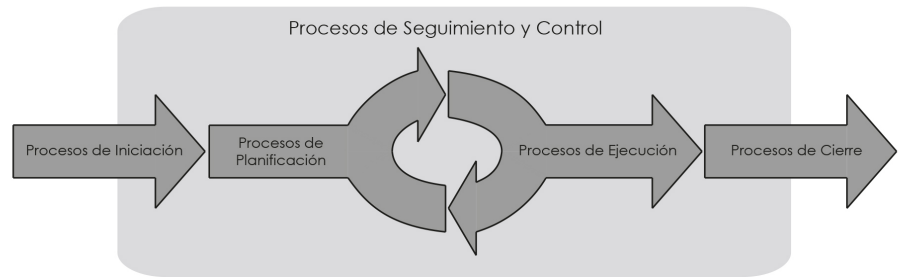 Procesos de Seguimiento y Control
Procesos de Iniciación
Procesos de
Planificación
Procesos de Ejecución
Procesos de Cierre